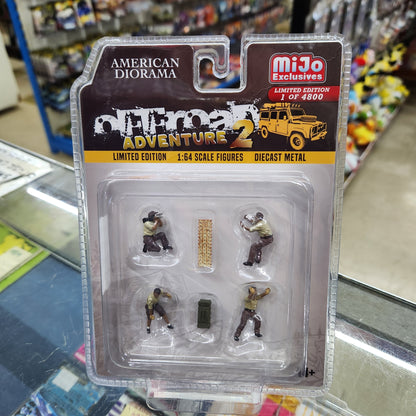 AMERICAN
DIORAMA
MiJo
Exclusives
LIMITED EDITION
1 OF 4800
OFFROAD
ADVENTURE 2
LIMITED EDITION 1:64 SCALE FIGURES DIECAST METAL